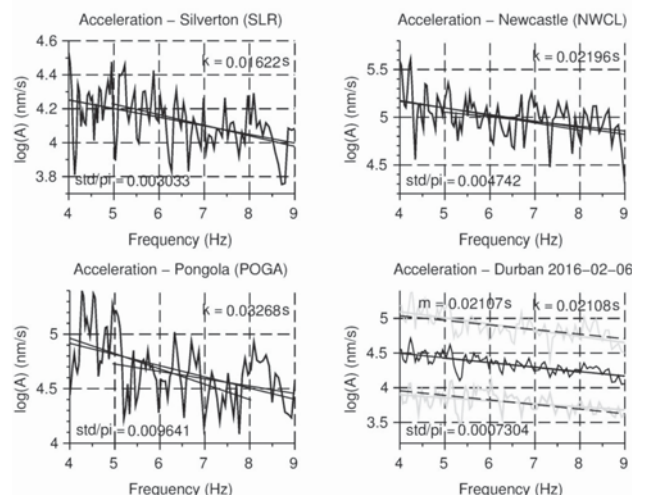 Acceleration – Silverton (SLR)
4.6
4.4
4.2
4
3.8
log(A) (nm/s)
k = 0.01622s
std/pi = 0.003033
4 5 6 7 8 9
Frequency (Hz)
Acceleration – Newcastle (NWCL)
5.5
5
4.5
log(A) (nm/s)
k = 0.02196s
std/pi = 0.004742
4 5 6 7 8 9
Frequency (Hz)
Acceleration – Pongola (POGA)
5
4.5
4
log(A) (nm/s)
k = 0.03268s
std/pi = 0.009641
4 5 6 7 8 9
Frequency (Hz)
Acceleration – Durban 2016–02–06
5
4.5
4
3.5
log(A) (nm/s)
m = 0.02107s k = 0.02108s
std/pi = 0.0007304
4 5 6 7 8 9
Frequency (Hz)